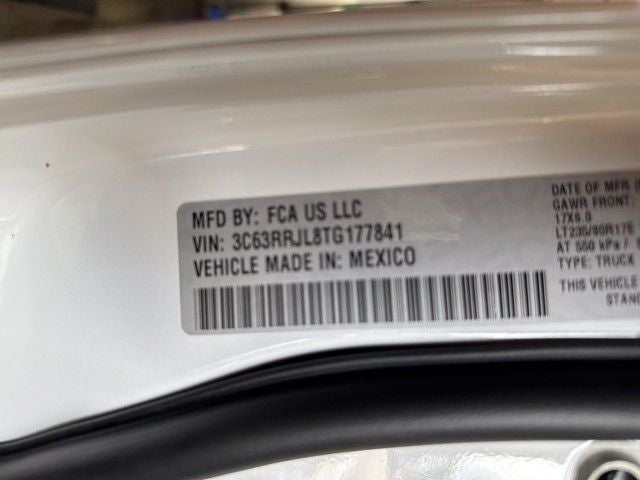 MFD BY: FCA US LLC
VIN: 3C63RRJL8TG177841
VEHICLE MADE IN: MEXICO
DATE OF MFR
GAWR FRONT
17X6.0
LT235/80R17E
AT 550 kPa /
TYPE: TRUCK
THIS VEHICLE
STAND